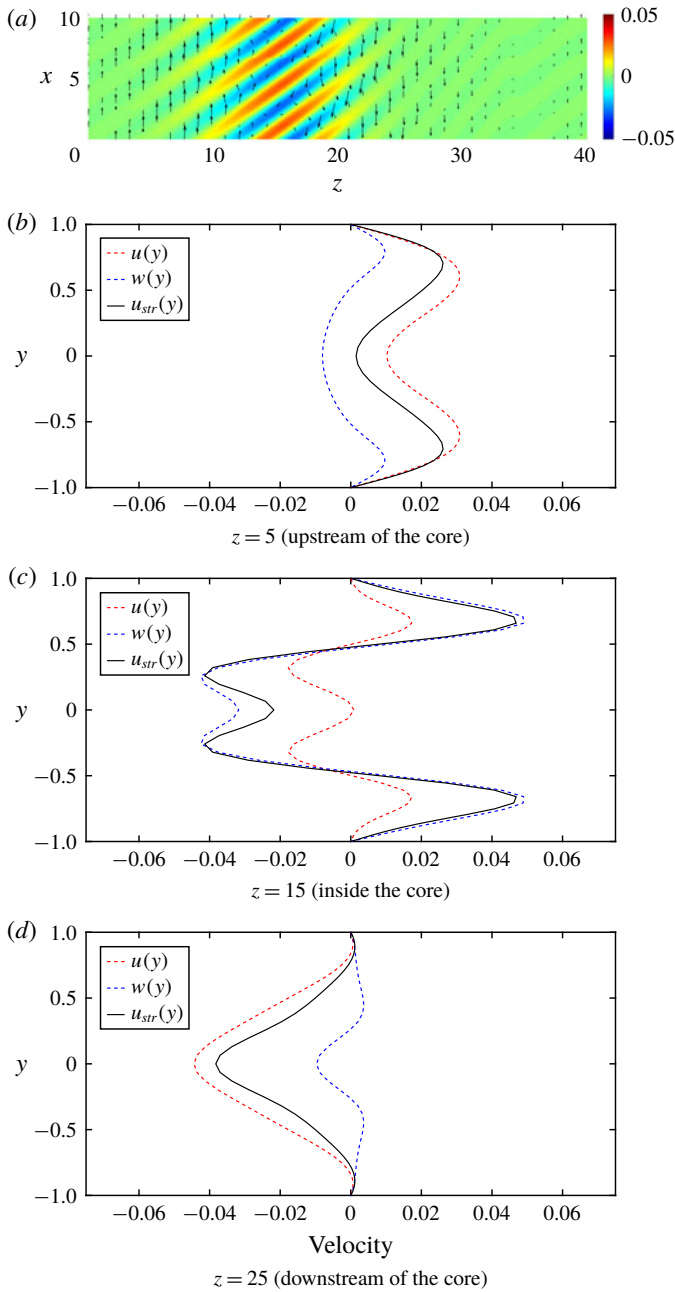 (a)
10
x
5
0
10
20
30
40
z
0.05
0
−0.05
(b)
1.0
0.5
y
0
−0.5
−1.0
u(y)
w(y)
u_str(y)
−0.06 −0.04 −0.02 0 0.02 0.04 0.06
z = 5 (upstream of the core)
(c)
1.0
0.5
y
0
−0.5
−1.0
u(y)
w(y)
u_str(y)
−0.06 −0.04 −0.02 0 0.02 0.04 0.06
z = 15 (inside the core)
(d)
1.0
0.5
y
0
−0.5
−1.0
u(y)
w(y)
u_str(y)
−0.06 −0.04 −0.02 0 0.02 0.04 0.06
Velocity
z = 25 (downstream of the core)